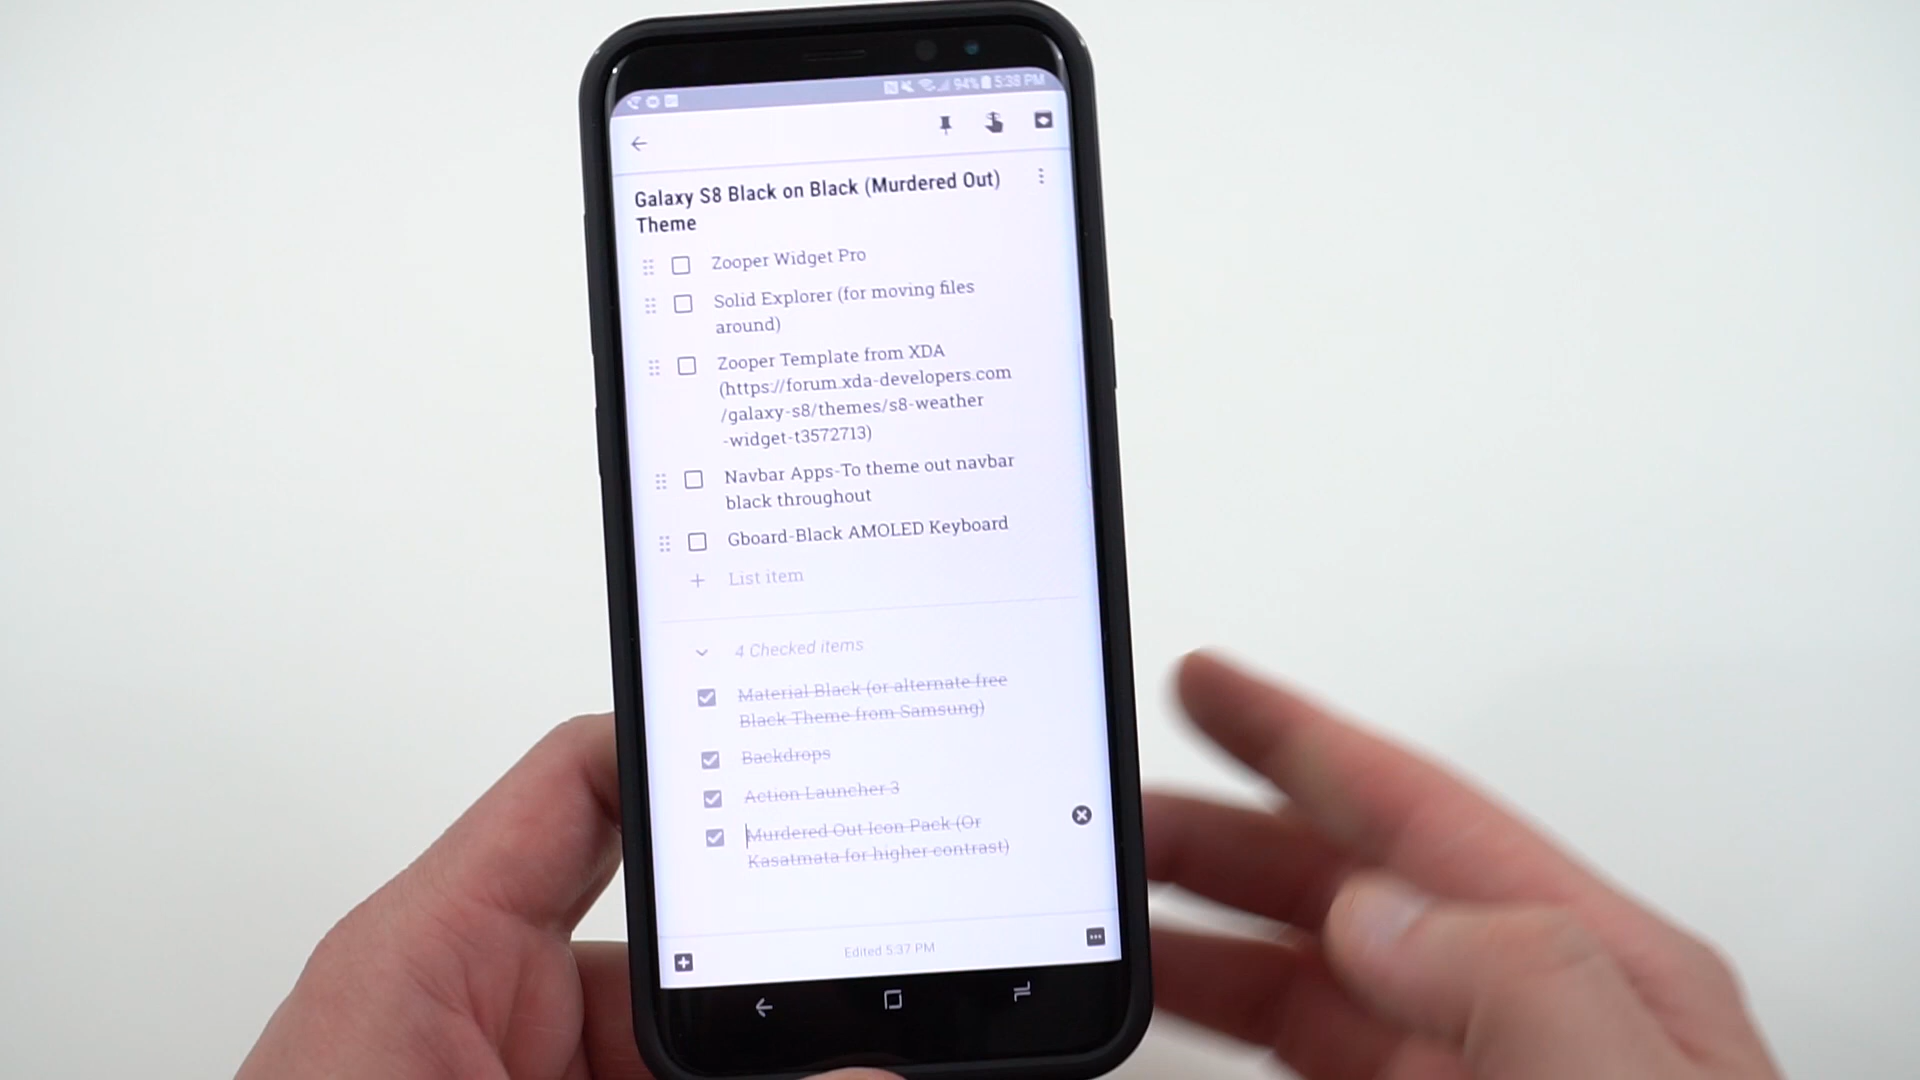 94% 5:38 PM
Galaxy S8 Black on Black (Murdered Out)
Theme
Zooper Widget Pro
Solid Explorer (for moving files
around)
Zooper Template from XDA
(https://forum.xda-developers.com
/galaxy-s8/themes/s8-weather
-widget-t3572713)
Navbar Apps-To theme out navbar
black throughout
Gboard-Black AMOLED Keyboard
+ List item
4 Checked items
Material Black (or alternate free
Black Theme from Samsung)
Backdrops
Action Launcher 3
Murdered Out Icon Pack (Or
Kasatmata for higher contrast)
Edited 5:37 PM